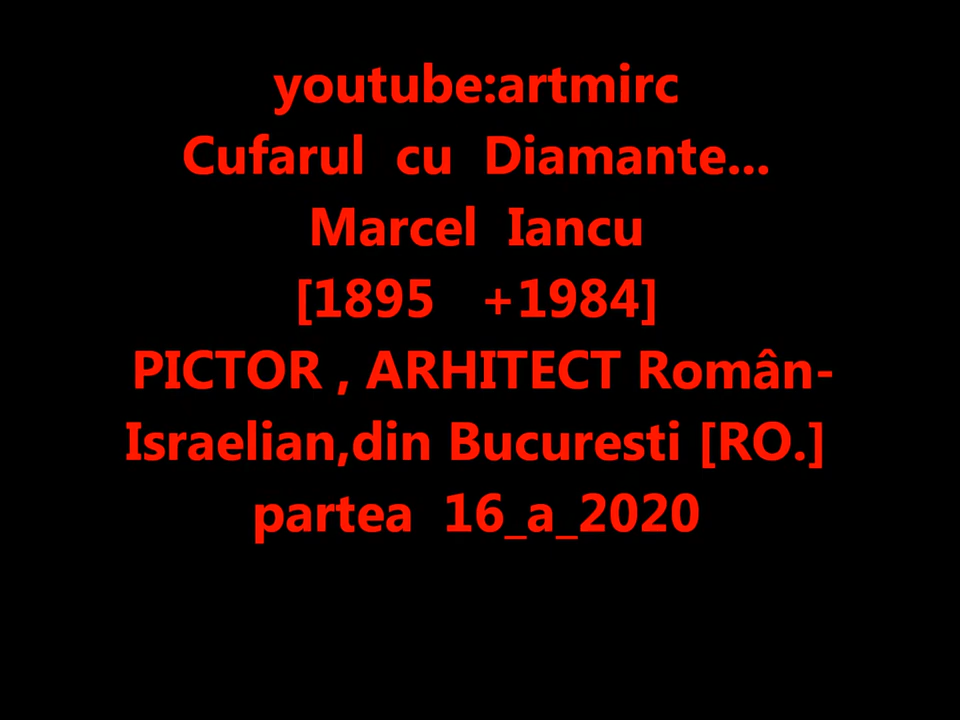 youtube:artmirc
Cufarul cu Diamante...
Marcel Iancu
[1895 +1984]
PICTOR , ARHITECT Român-
Israelian,din Bucuresti [RO.]
partea 16_a_2020